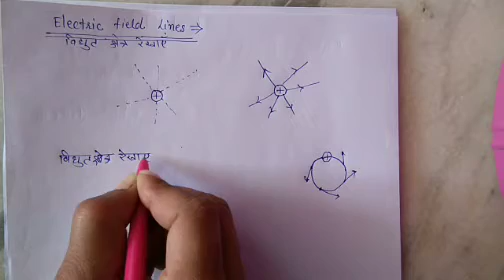 Electric field Lines ⇒
विद्युत क्षेत्र रेखाएं
+
+
विद्युत क्षेत्र रेखाए
+